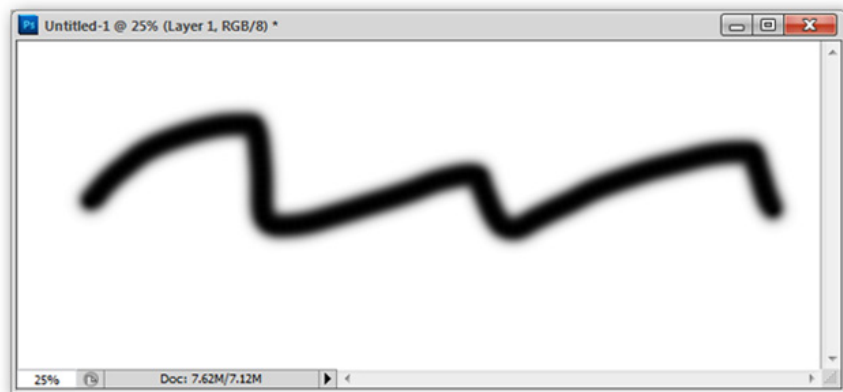 Ps Untitled-1 @ 25% (Layer 1, RGB/8) *
25% Doc: 7.62M/7.12M